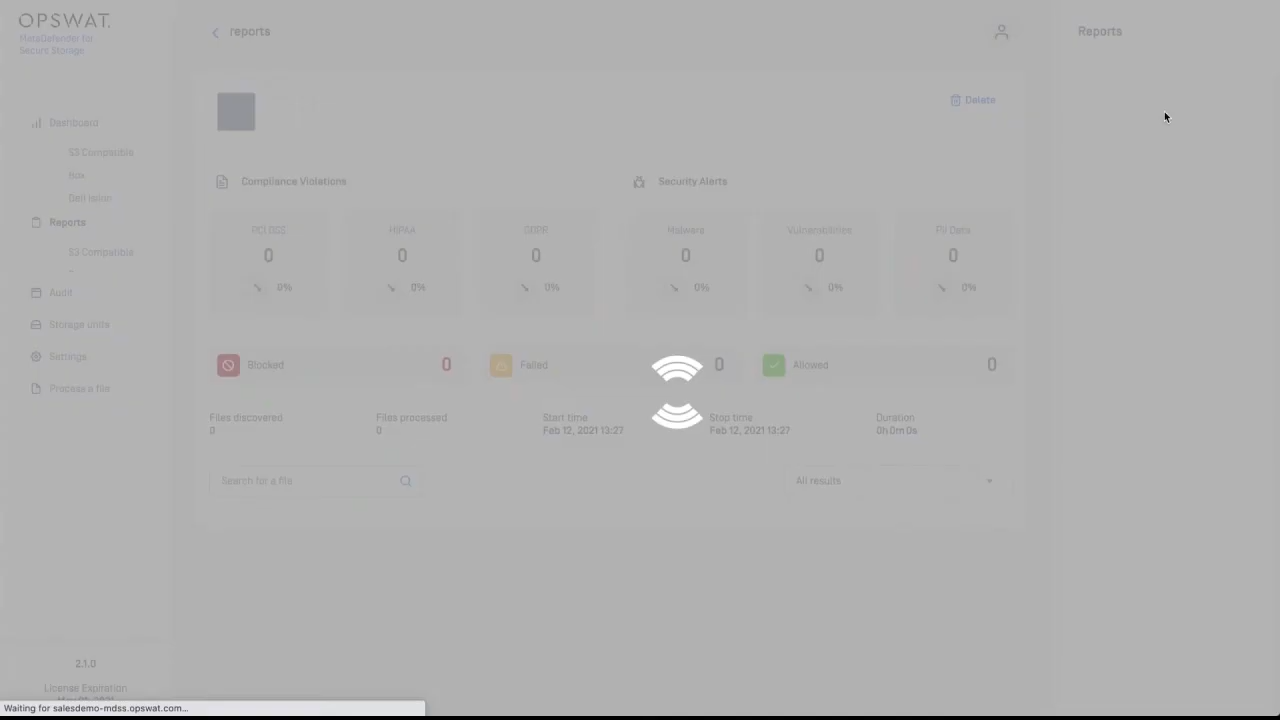 OPSWAT.
MetaDefender for
Secure Storage
reports
Reports
Delete
Dashboard
S3 Compatible
Box
Dell Isilon
Reports
S3 Compatible
Audit
Storage units
Settings
Process a file
Compliance Violations
Security Alerts
PCI DSS
HIPAA
GDPR
Malware
Vulnerabilities
PII Data
0
0
0
0
0
0
0%
0%
0%
0%
0%
0%
Blocked
0
Failed
0
Allowed
0
Files discovered
Files processed
Start time
Stop time
Duration
0
0
Feb 12, 2021 13:27
Feb 12, 2021 13:27
0h 0m 0s
Search for a file
All results
2.1.0
License Expiration
Waiting for salesdemo-mdss.opswat.com...